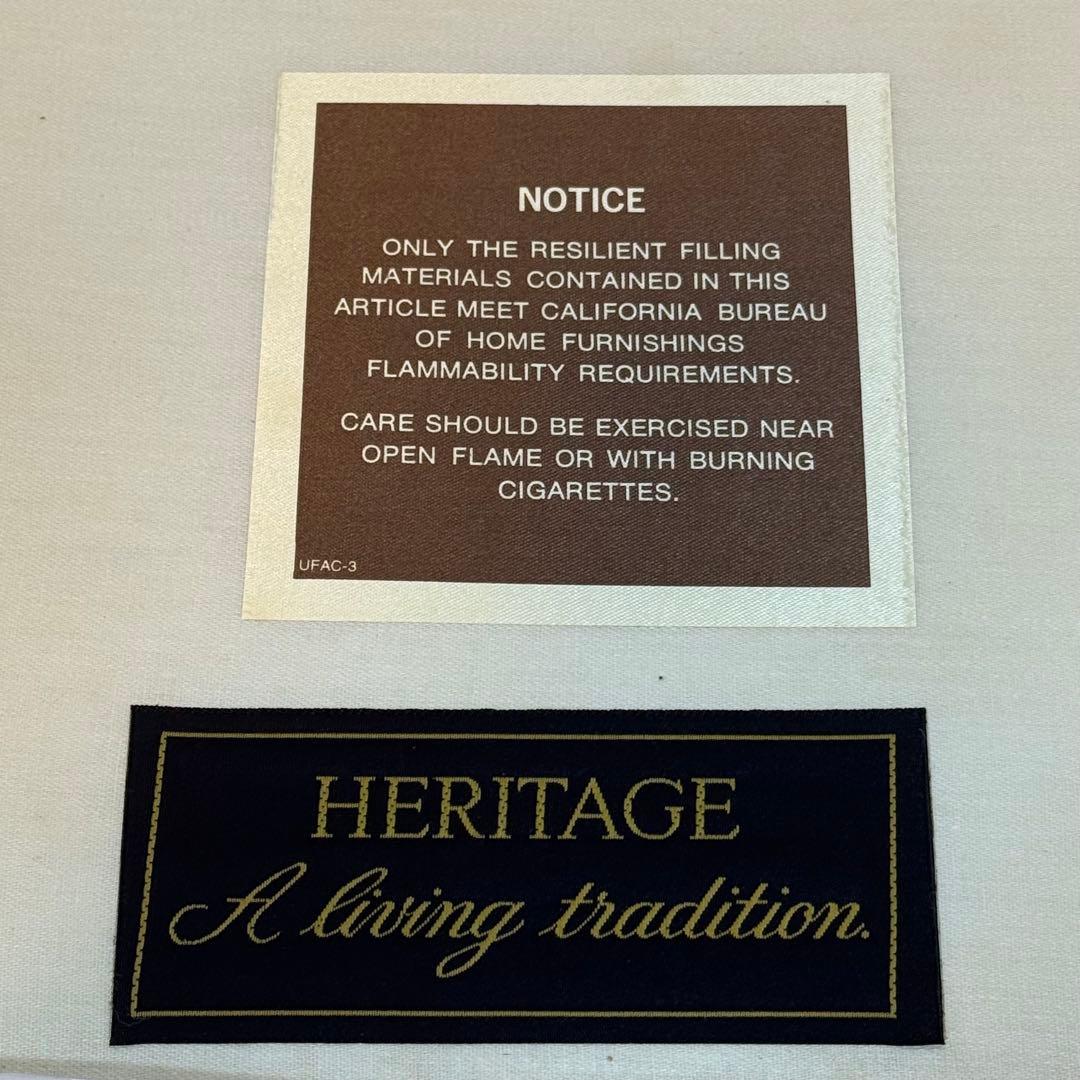 NOTICE
ONLY THE RESILIENT FILLING
MATERIALS CONTAINED IN THIS
ARTICLE MEET CALIFORNIA BUREAU
OF HOME FURNISHINGS
FLAMMABILITY REQUIREMENTS.
CARE SHOULD BE EXERCISED NEAR
OPEN FLAME OR WITH BURNING
CIGARETTES.
UFAC-3
HERITAGE
A living tradition.